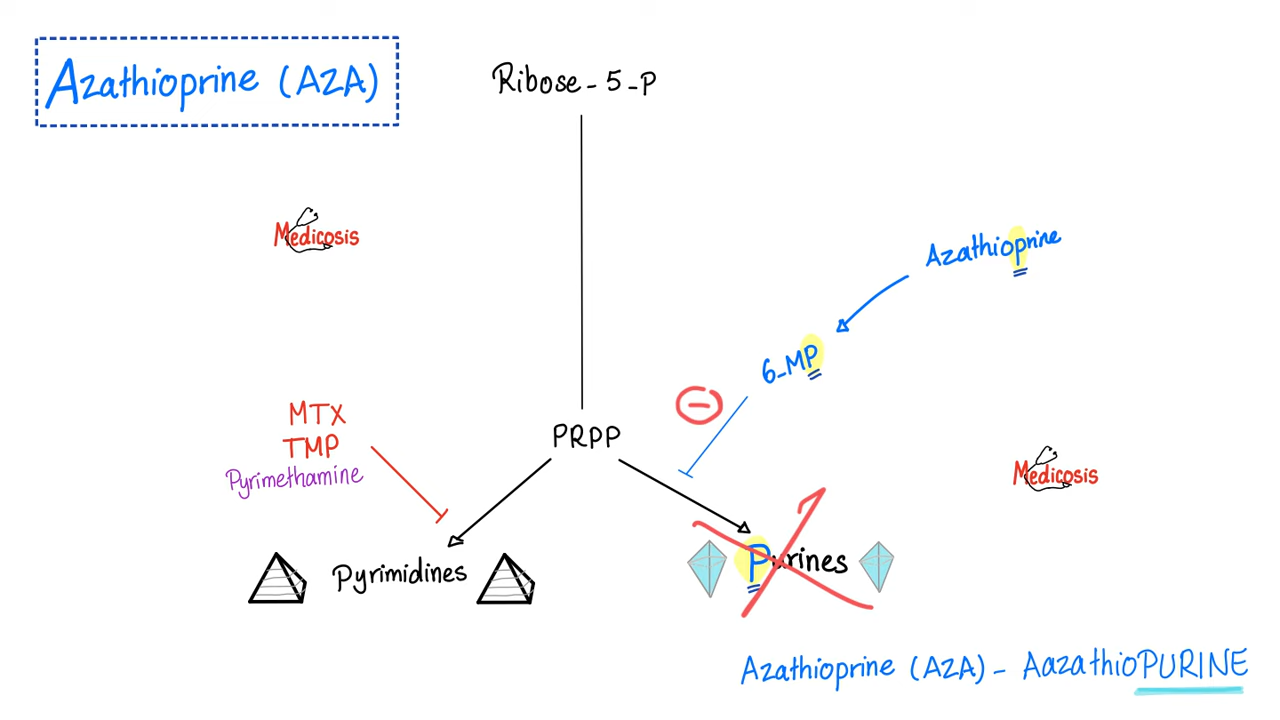 Azathioprine (AZA)
Ribose-5-P
Medicosis
Azathioprine
6-MP
MTX
TMP
Pyrimethamine
PRPP
Medicosis
Pyrimidines
Purines
Azathioprine (AZA) - AazathioPURINE